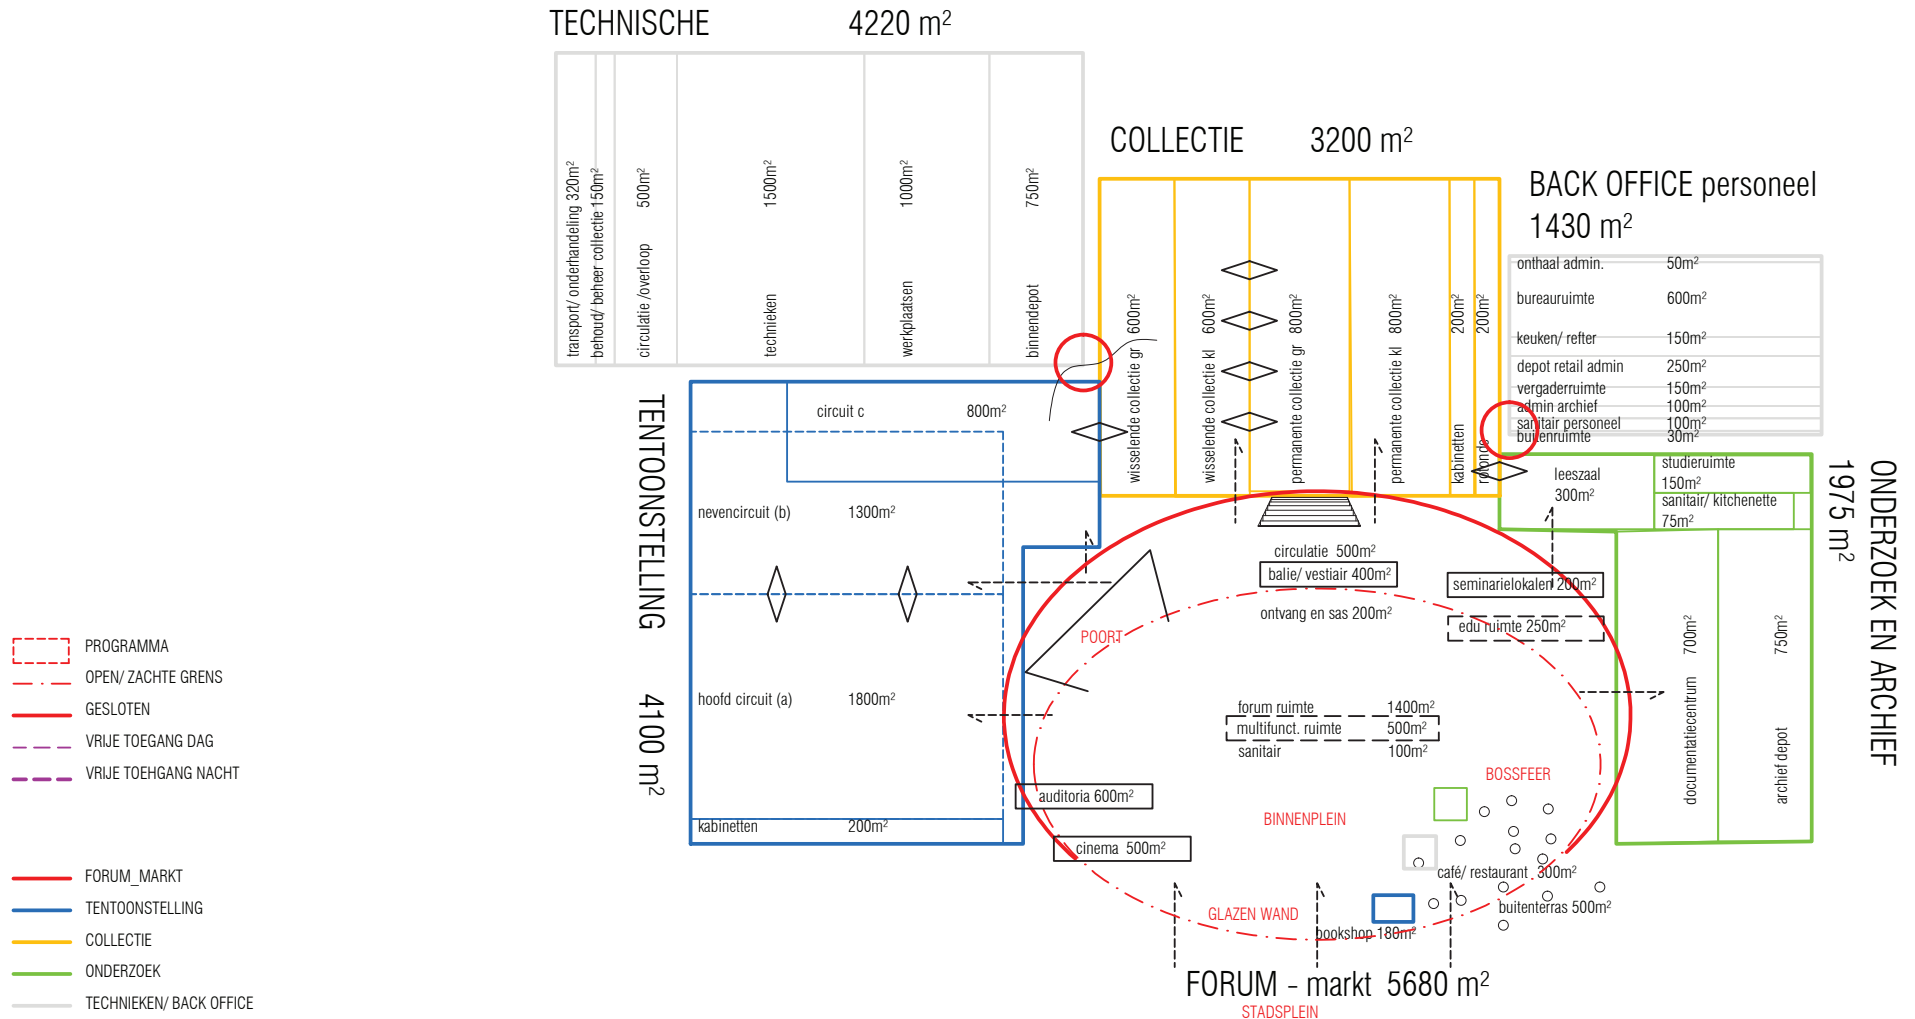 TECHNISCHE 4220 m²
transport/ onderhandeling 320m²
behoud/ beheer collectie 150m²
circulatie /overloop 500m²
technieken 1500m²
werkplaatsen 1000m²
binnendepot 750m²
COLLECTIE 3200 m²
wisselende collectie gr 600m²
wisselende collectie kl 600m²
permanente collectie gr 800m²
permanente collectie kl 800m²
kabinetten 200m²
rotonde 200m²
BACK OFFICE personeel
1430 m²
onthaal admin. 50m²
bureauruimte 600m²
keuken/ refter 150m²
depot retail admin 250m²
vergaderruimte 150m²
admin archief 100m²
sanitair personeel 100m²
buitenruimte 30m²
TENTOONSTELLING 4100 m²
circuit c 800m²
nevencircuit (b) 1300m²
hoofd circuit (a) 1800m²
kabinetten 200m²
ONDERZOEK EN ARCHIEF
1975 m²
leeszaal
300m²
studieruimte
150m²
sanitair/ kitchenette
75m²
documentatiecentrum 700m²
archief depot 750m²
circulatie 500m²
balie/ vestiair 400m²
ontvang en sas 200m²
seminarielokalen 200m²
edu ruimte 250m²
POORT
forum ruimte 1400m²
multifunct. ruimte 500m²
sanitair 100m²
BOSSFEER
auditoria 600m²
BINNENPLEIN
cinema 500m²
café/ restaurant 300m²
buitenterras 500m²
GLAZEN WAND
bookshop 180m²
FORUM - markt 5680 m²
STADSPLEIN
PROGRAMMA
OPEN/ ZACHTE GRENS
GESLOTEN
VRIJE TOEGANG DAG
VRIJE TOEHGANG NACHT
FORUM_MARKT
TENTOONSTELLING
COLLECTIE
ONDERZOEK
TECHNIEKEN/ BACK OFFICE